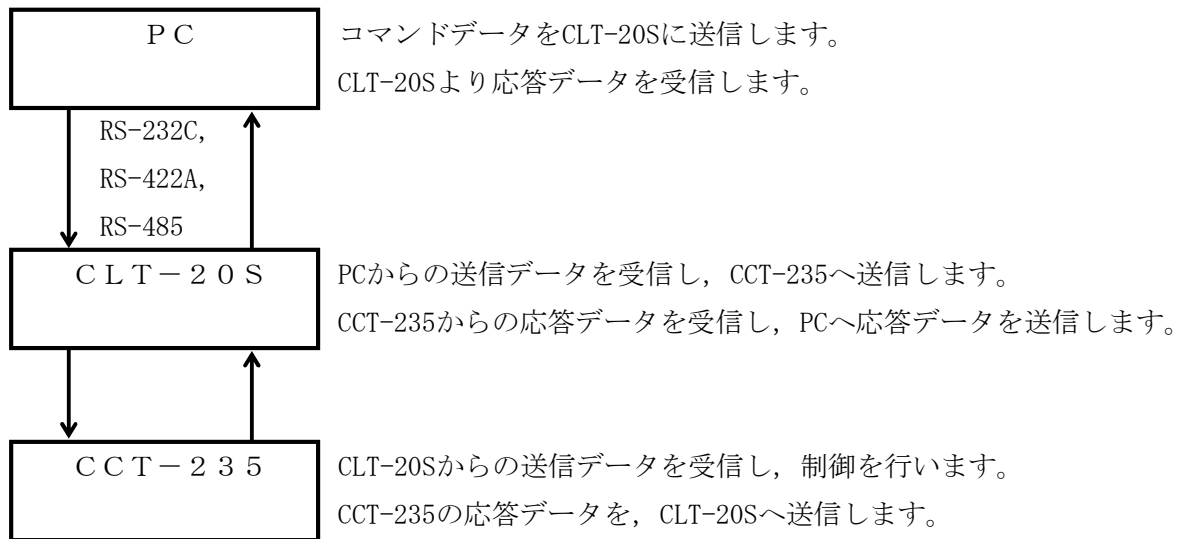 ＰＣ
コマンドデータをCLT-20Sに送信します。
CLT-20Sより応答データを受信します。
RS-232C,
RS-422A,
RS-485
ＣＬＴ－２０Ｓ
PCからの送信データを受信し, CCT-235へ送信します。
CCT-235からの応答データを受信し, PCへ応答データを送信します。
ＣＣＴ－２３５
CLT-20Sからの送信データを受信し, 制御を行います。
CCT-235の応答データを, CLT-20Sへ送信します。